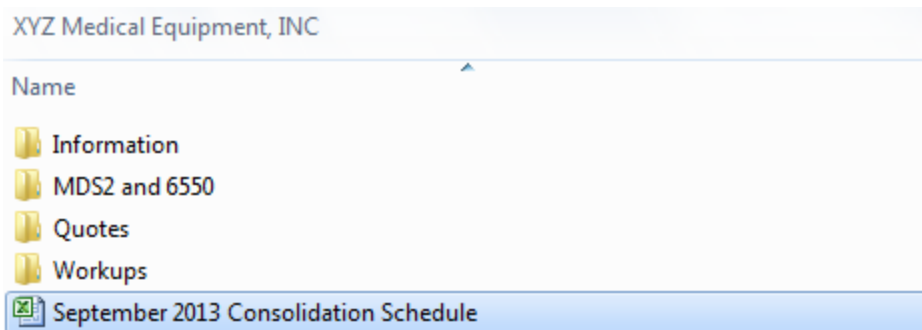 XYZ Medical Equipment, INC
Name
Information
MDS2 and 6550
Quotes
Workups
September 2013 Consolidation Schedule